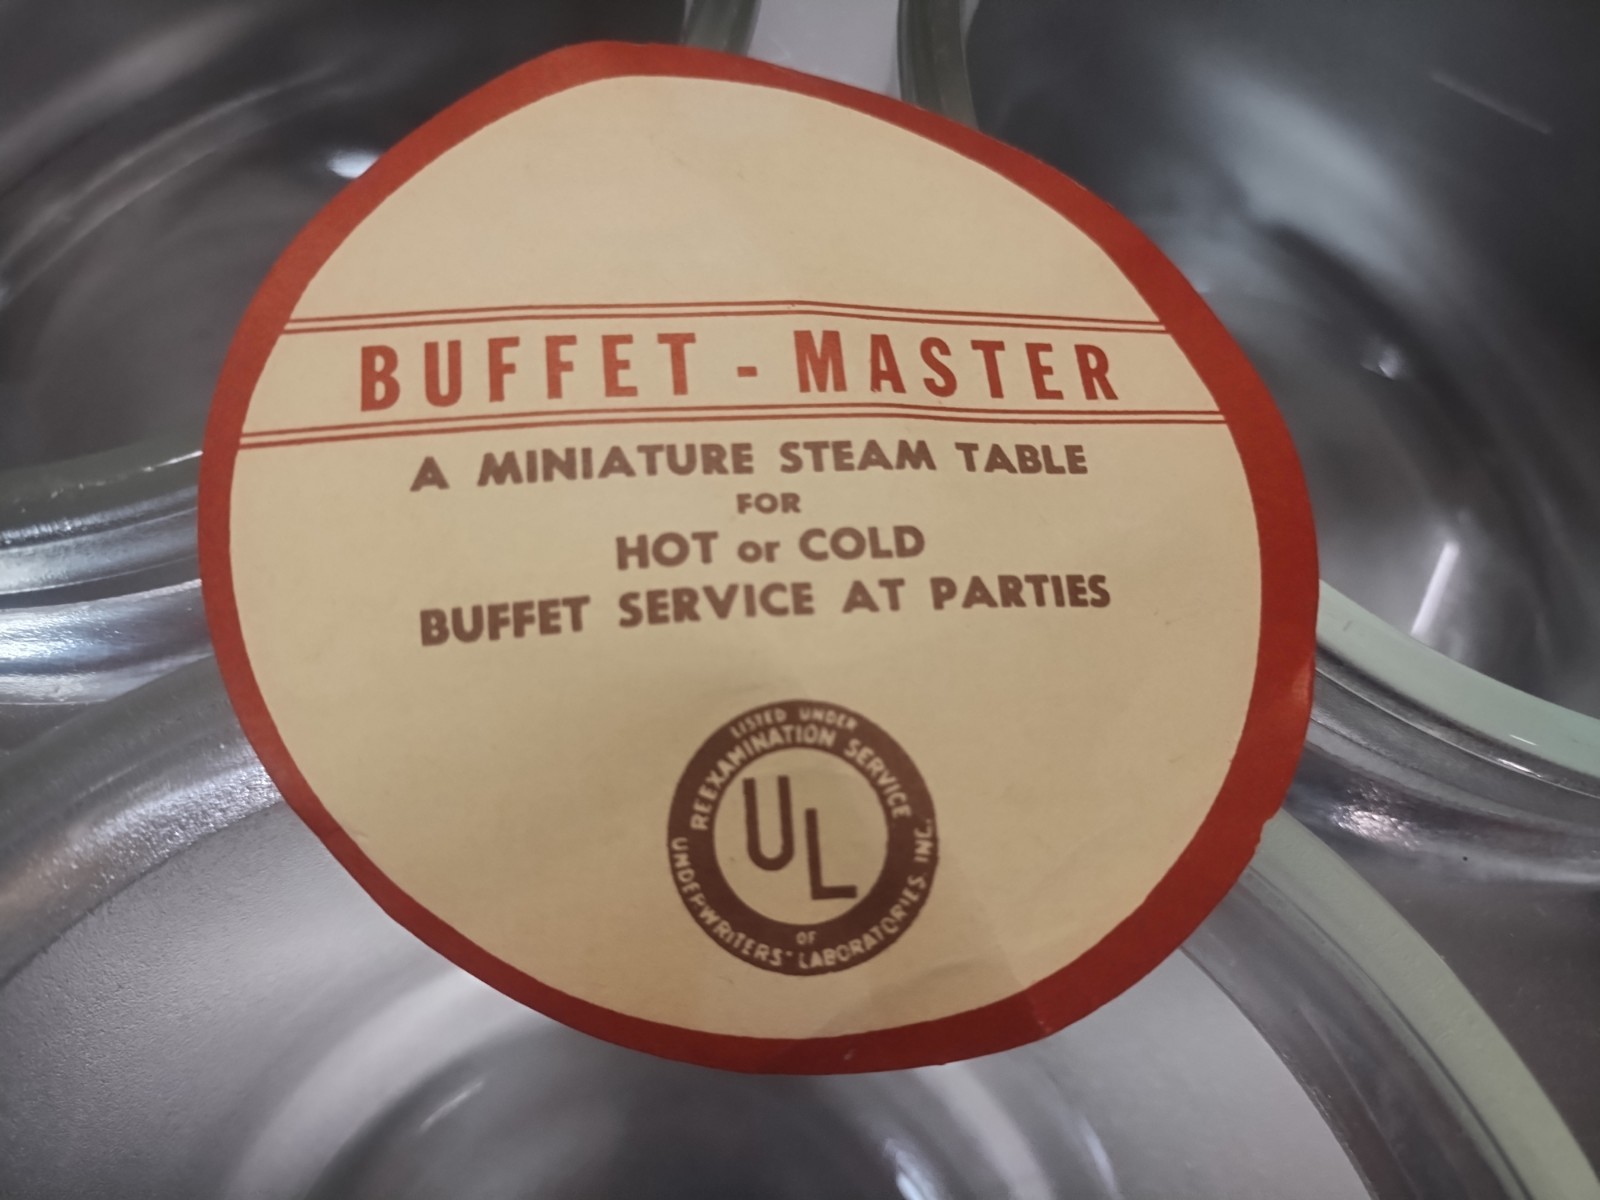 BUFFET - MASTER
A MINIATURE STEAM TABLE
FOR
HOT or COLD
BUFFET SERVICE AT PARTIES
LISTED UNDER
REEXAMINATION SERVICE
UL
OF
UNDERWRITERS' LABORATORIES, INC.